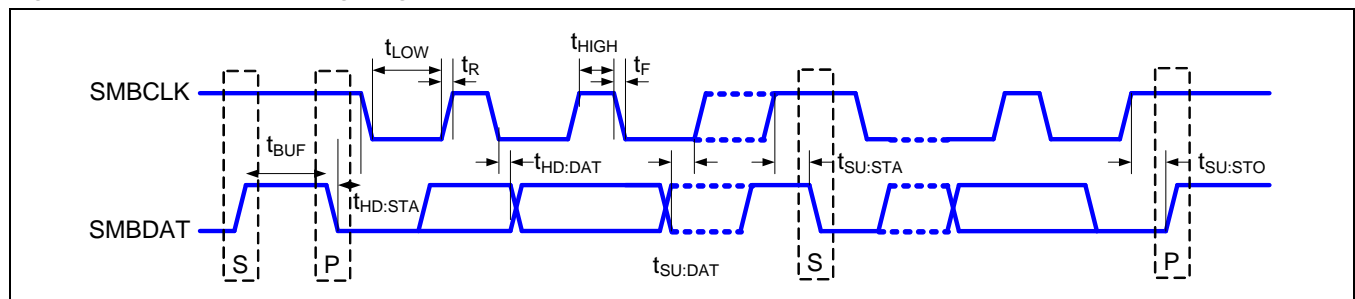 tLOW
tHIGH
tR
tF
SMBCLK
tBUF
tHD:DAT
tSU:STA
tSU:STO
tHD:STA
SMBDAT
S
P
tSU:DAT
S
P